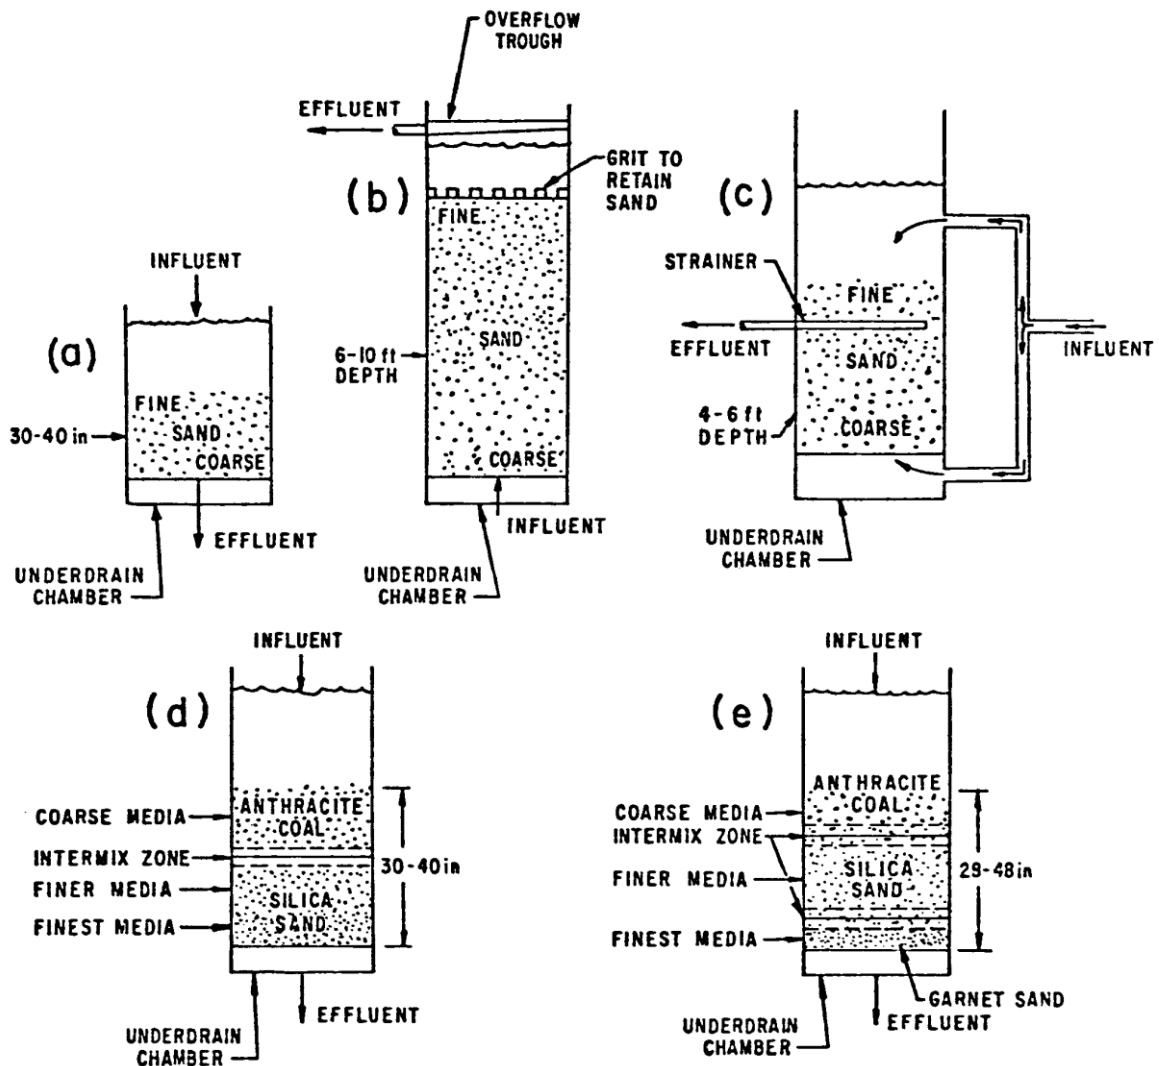 (a)
INFLUENT
FINE
SAND
COARSE
30-40 in
EFFLUENT
UNDERDRAIN
CHAMBER
(b)
OVERFLOW
TROUGH
EFFLUENT
GRIT TO
RETAIN
SAND
FINE
SAND
6-10 ft
DEPTH
COARSE
INFLUENT
UNDERDRAIN
CHAMBER
(c)
STRAINER
FINE
EFFLUENT
SAND
INFLUENT
4-6 ft
DEPTH
COARSE
UNDERDRAIN
CHAMBER
(d)
INFLUENT
ANTHRACITE
COAL
COARSE MEDIA
INTERMIX ZONE
30-40 in
FINER MEDIA
SILICA
SAND
FINEST MEDIA
EFFLUENT
UNDERDRAIN
CHAMBER
(e)
INFLUENT
ANTHRACITE
COAL
COARSE MEDIA
INTERMIX ZONE
FINER MEDIA
SILICA
SAND
29-48 in
FINEST MEDIA
GARNET SAND
EFFLUENT
UNDERDRAIN
CHAMBER